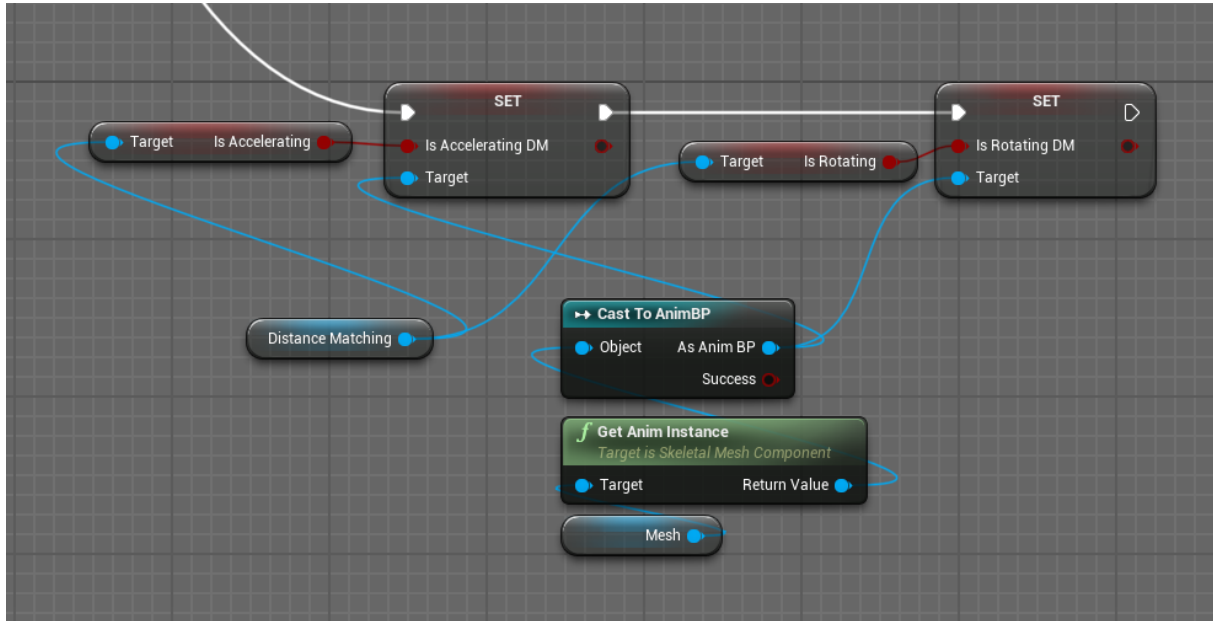 SET
Target Is Accelerating
Is Accelerating DM
Target
SET
Target Is Rotating
Is Rotating DM
Target
Distance Matching
Cast To AnimBP
Object As Anim BP
Success
f Get Anim Instance
Target is Skeletal Mesh Component
Target Return Value
Mesh